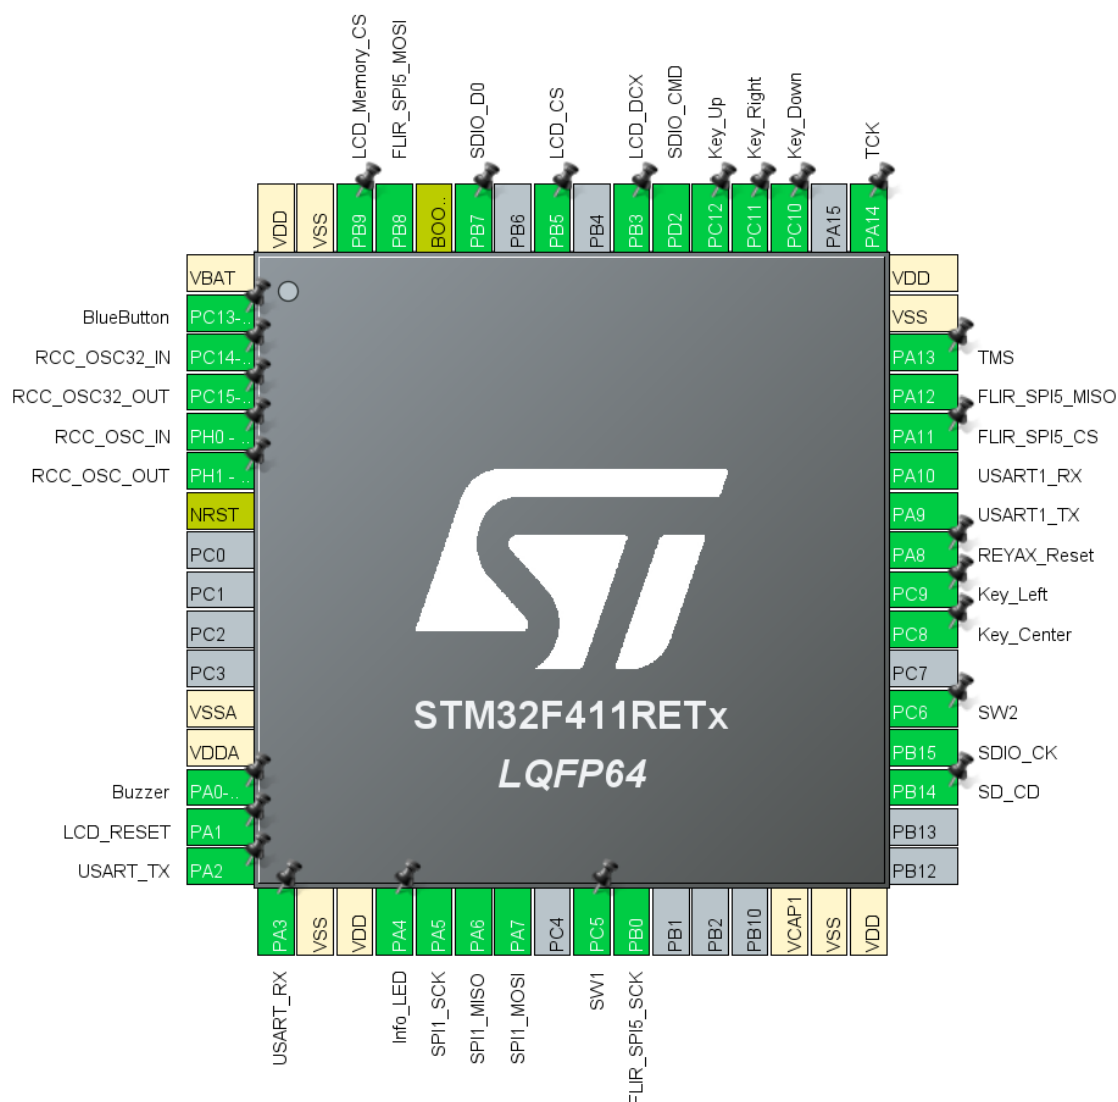 LCD_Memory_CS
FLIR_SPI5_MOSI
SDIO_D0
LCD_CS
LCD_DCX
SDIO_CMD
Key_Up
Key_Right
Key_Down
TCK
VDD
VSS
PB9
PB8
BOO..
PB7
PB6
PB5
PB4
PB3
PD2
PC12
PC11
PC10
PA15
PA14
VBAT
BlueButton PC13-..
RCC_OSC32_IN PC14-..
RCC_OSC32_OUT PC15-..
RCC_OSC_IN PH0 - ..
RCC_OSC_OUT PH1 - ..
NRST
PC0
PC1
PC2
PC3
VSSA
VDDA
Buzzer PA0-..
LCD_RESET PA1
USART_TX PA2
ST
STM32F411RETx
LQFP64
VDD
VSS
PA13 TMS
PA12 FLIR_SPI5_MISO
PA11 FLIR_SPI5_CS
PA10 USART1_RX
PA9 USART1_TX
PA8 REYAX_Reset
PC9 Key_Left
PC8 Key_Center
PC7
PC6 SW2
PB15 SDIO_CK
PB14 SD_CD
PB13
PB12
PA3
VSS
VDD
PA4
PA5
PA6
PA7
PC4
PC5
PB0
PB1
PB2
PB10
VCAP1
VSS
VDD
USART_RX
Info_LED
SPI1_SCK
SPI1_MISO
SPI1_MOSI
SW1
FLIR_SPI5_SCK